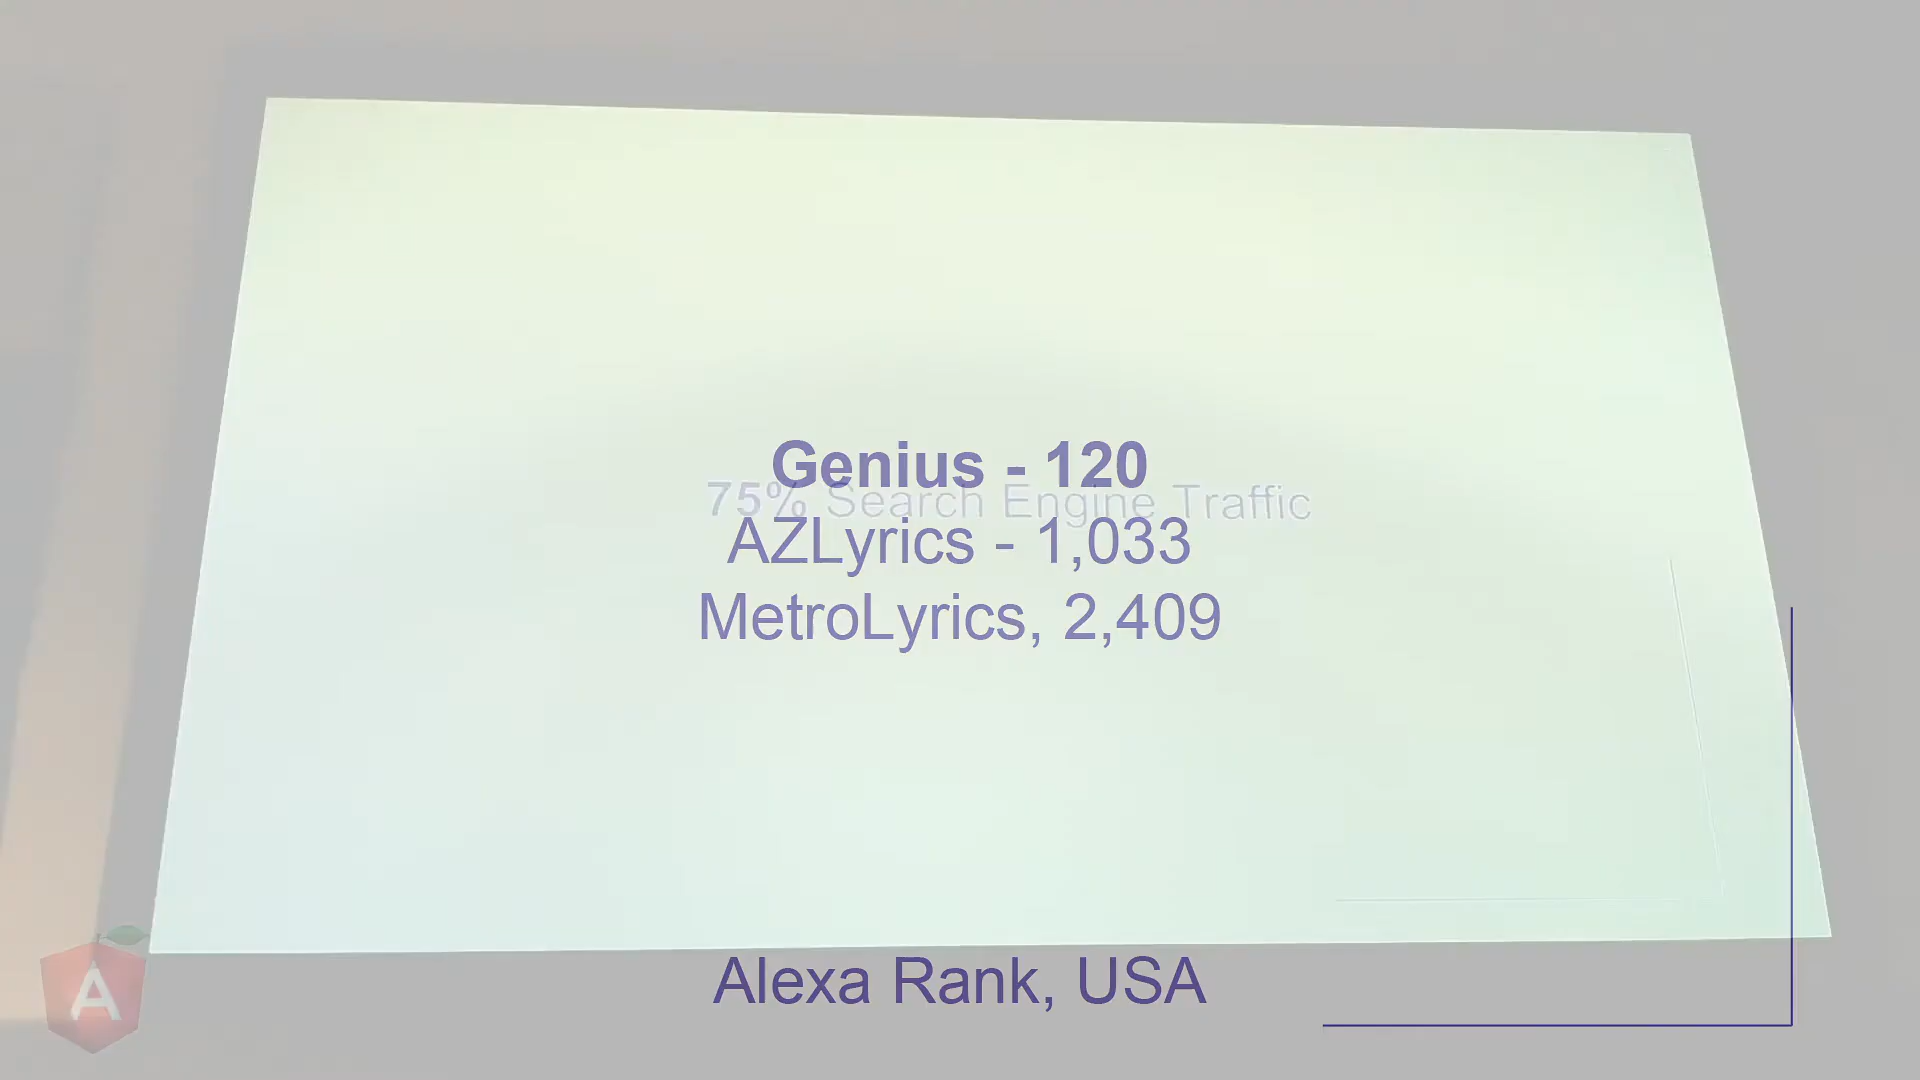 Genius - 120
75% Search Engine Traffic
AZLyrics - 1,033
MetroLyrics, 2,409
Alexa Rank, USA
A